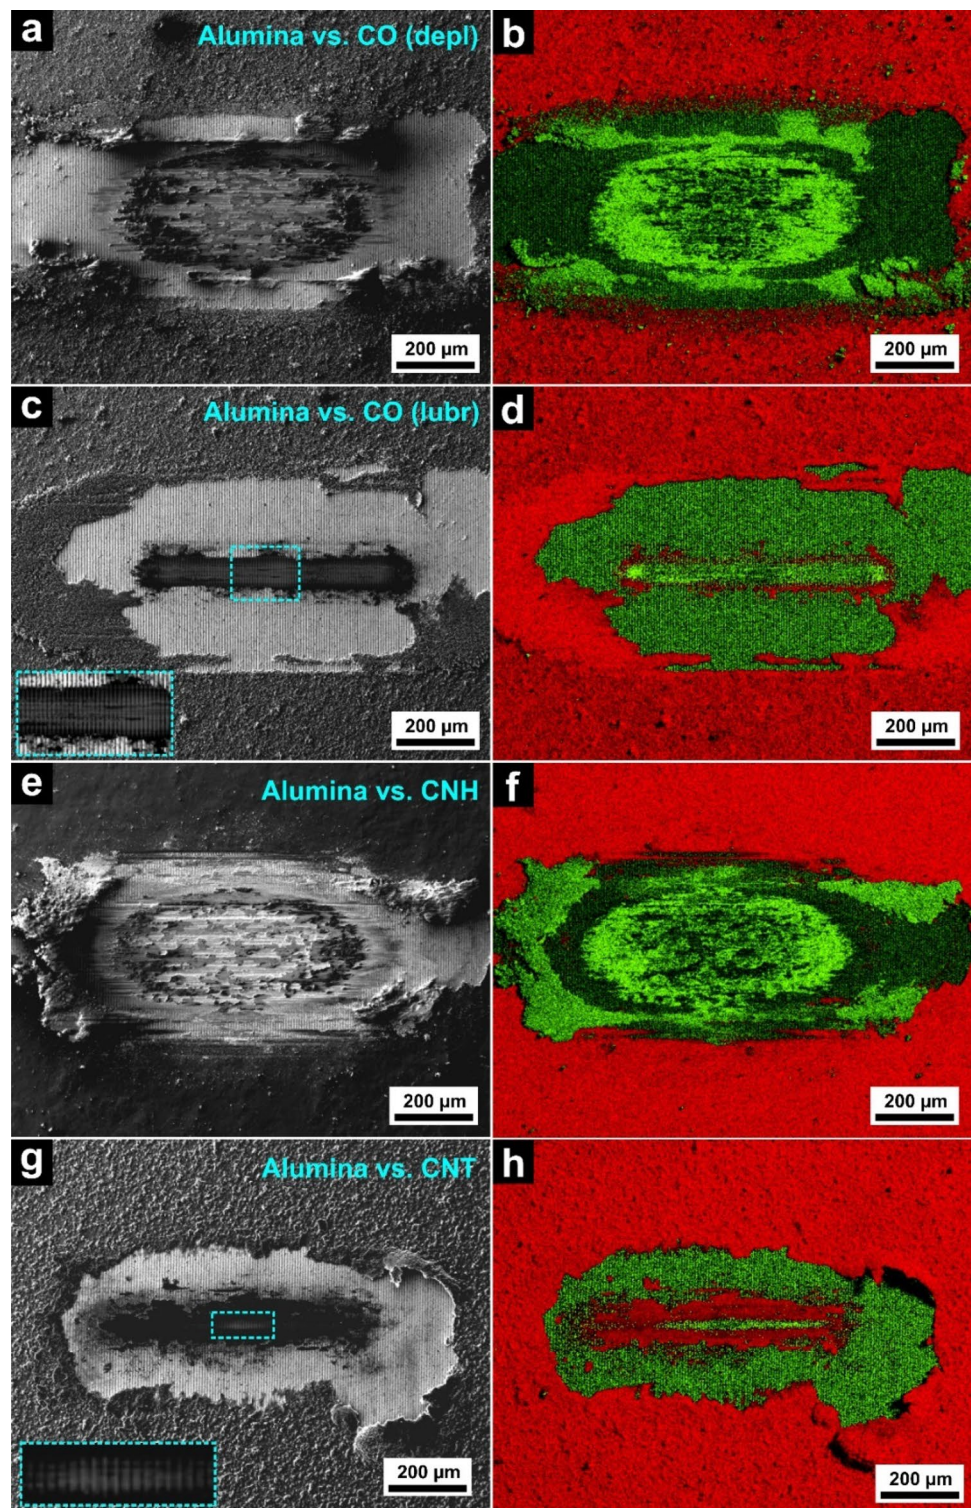 a
Alumina vs. CO (depl)
b
200 µm
200 µm
c
Alumina vs. CO (lubr)
d
200 µm
200 µm
e
Alumina vs. CNH
f
200 µm
200 µm
g
Alumina vs. CNT
h
200 µm
200 µm